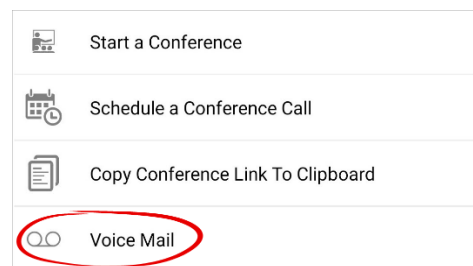 Start a Conference
Schedule a Conference Call
Copy Conference Link To Clipboard
Voice Mail